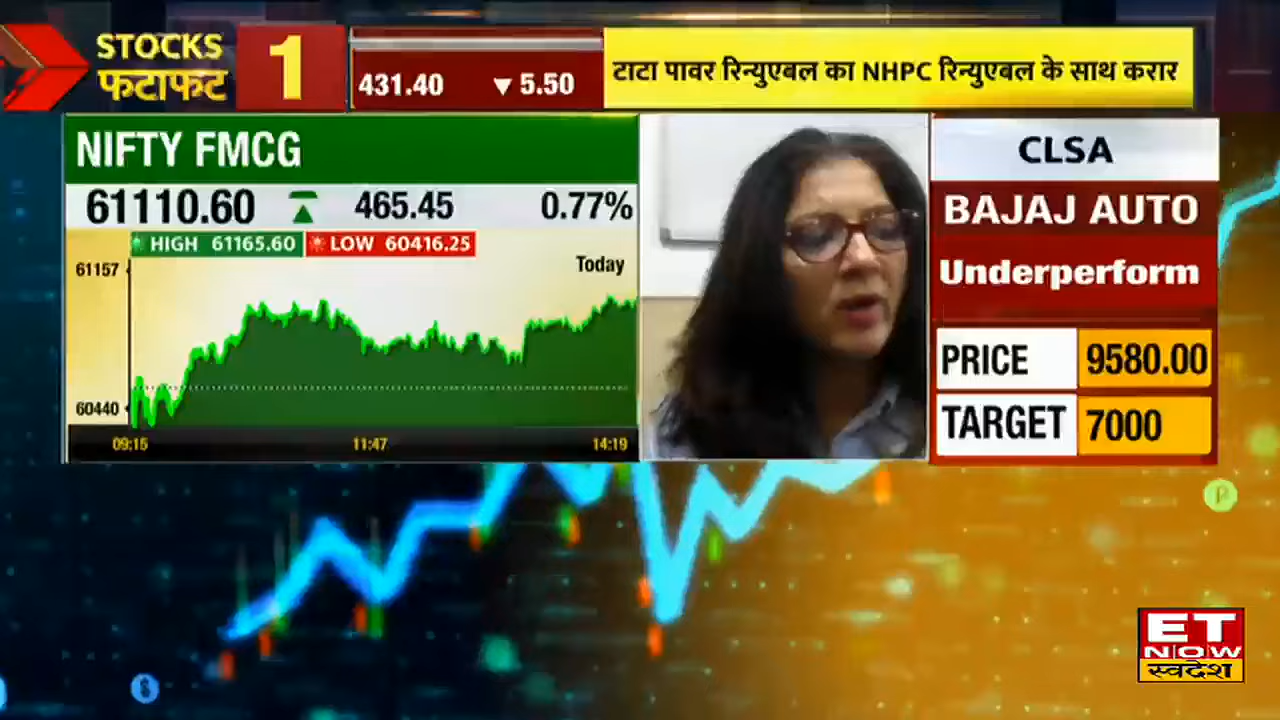 STOCKS
फटाफट
1
431.40 ▼ 5.50
टाटा पावर रिन्युएबल का NHPC रिन्युएबल के साथ करार
NIFTY FMCG
61110.60 ▲ 465.45 0.77%
HIGH 61165.60 LOW 60416.25
Today
61157
60440
09:15 11:47 14:19
CLSA
BAJAJ AUTO
Underperform
PRICE 9580.00
TARGET 7000
ET
NOW
स्वदेश